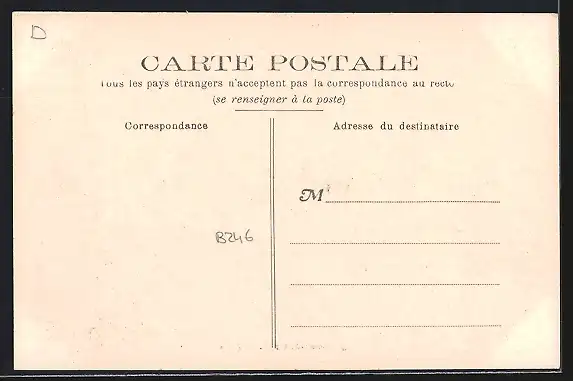 D
CARTE POSTALE
Tous les pays étrangers n'acceptent pas la correspondance au recto
(se renseigner à la poste)
Correspondance
Adresse du destinataire
M
B246